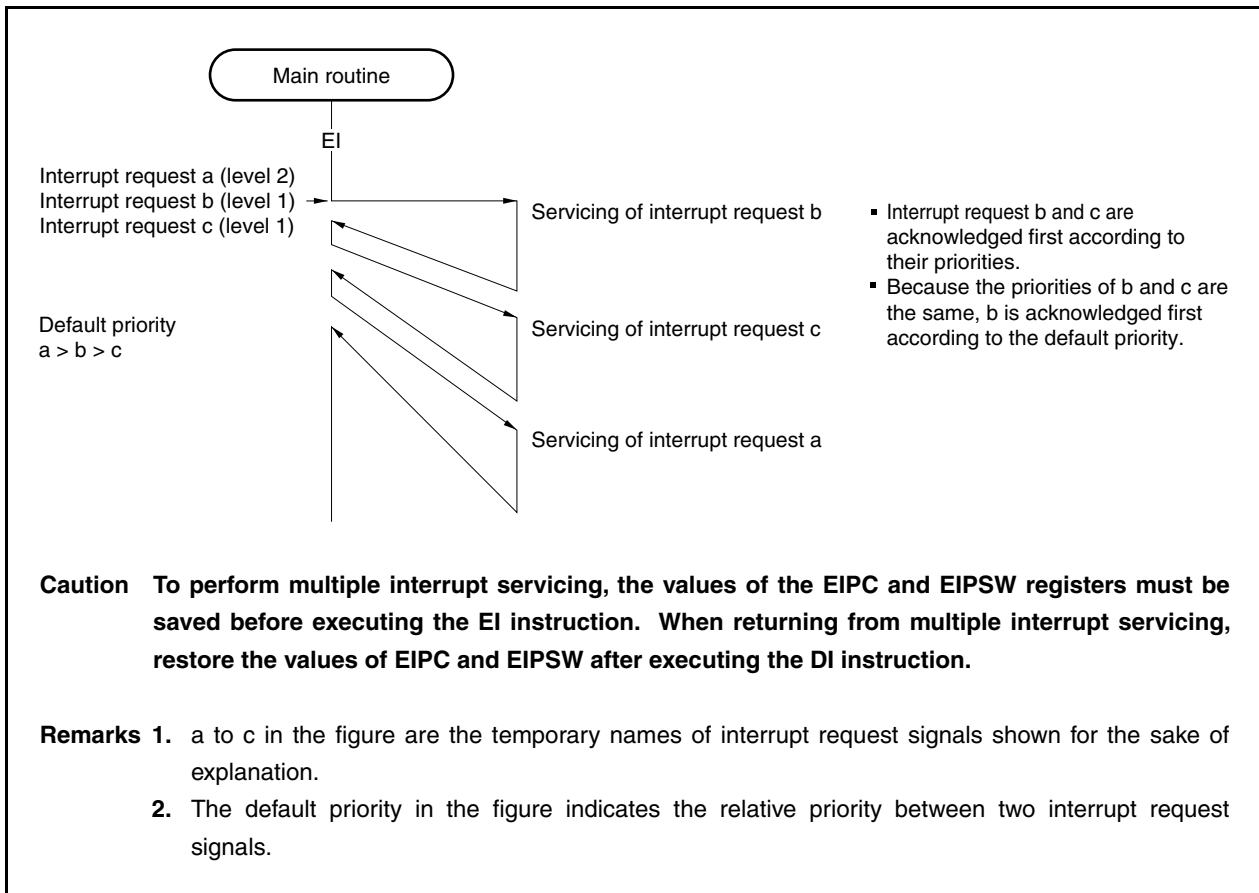 Main routine
EI
Interrupt request a (level 2)
Interrupt request b (level 1)
Interrupt request c (level 1)
Servicing of interrupt request b
▪ Interrupt request b and c are
acknowledged first according to
their priorities.
▪ Because the priorities of b and c are
the same, b is acknowledged first
according to the default priority.
Default priority
a > b > c
Servicing of interrupt request c
Servicing of interrupt request a
Caution To perform multiple interrupt servicing, the values of the EIPC and EIPSW registers must be
saved before executing the EI instruction. When returning from multiple interrupt servicing,
restore the values of EIPC and EIPSW after executing the DI instruction.
Remarks 1. a to c in the figure are the temporary names of interrupt request signals shown for the sake of
explanation.
2. The default priority in the figure indicates the relative priority between two interrupt request
signals.